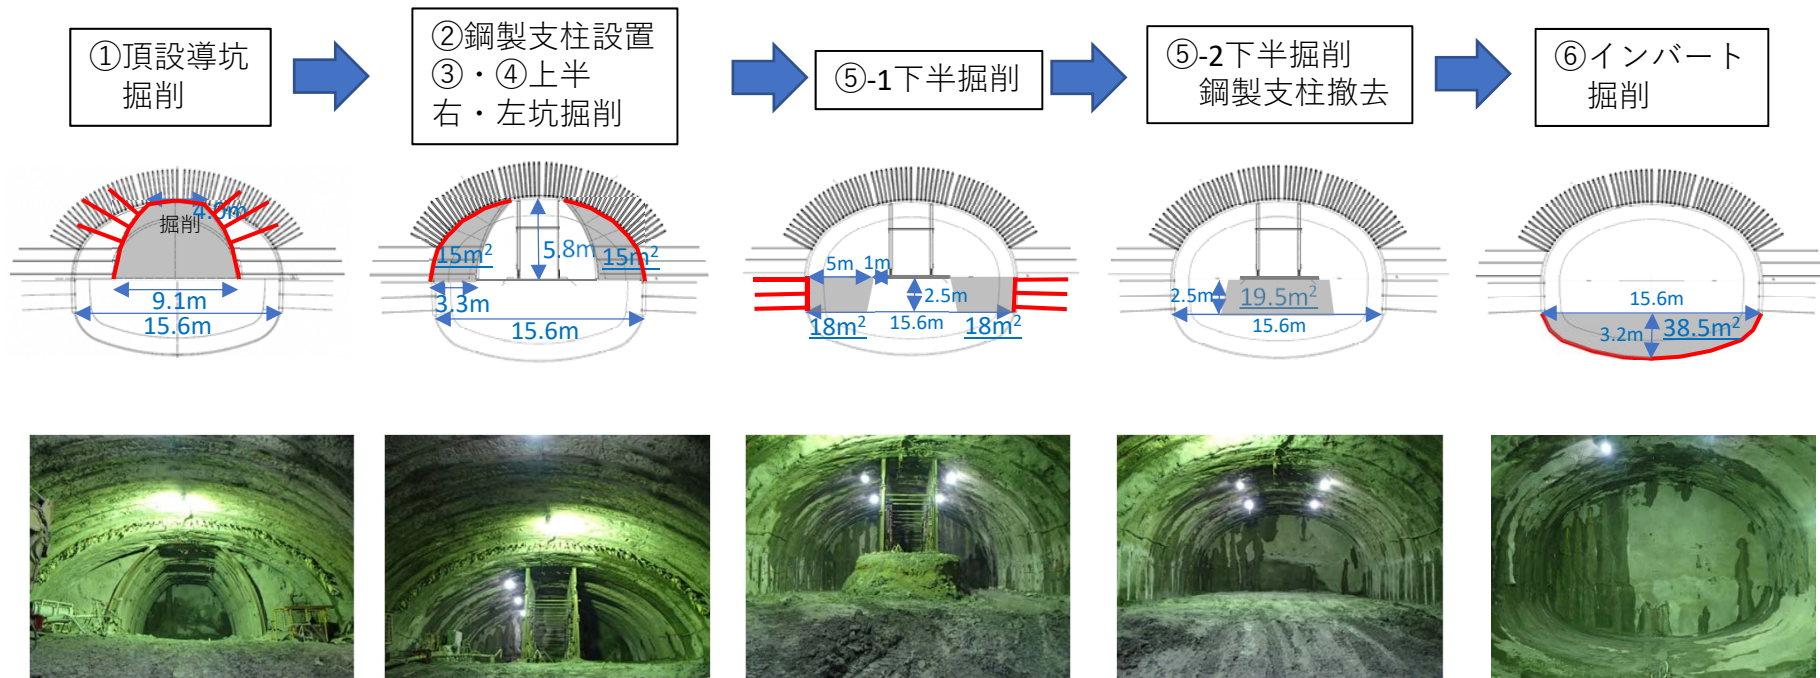 ①頂設導坑
掘削
②鋼製支柱設置
③・④上半
右・左坑掘削
⑤-1下半掘削
⑤-2下半掘削
鋼製支柱撤去
⑥インバート
掘削
4.0m
掘削
9.1m
15.6m
15m²
5.8m
15m²
3.3m
15.6m
5m
1m
2.5m
18m²
15.6m
18m²
2.5m
19.5m²
15.6m
15.6m
3.2m
38.5m²